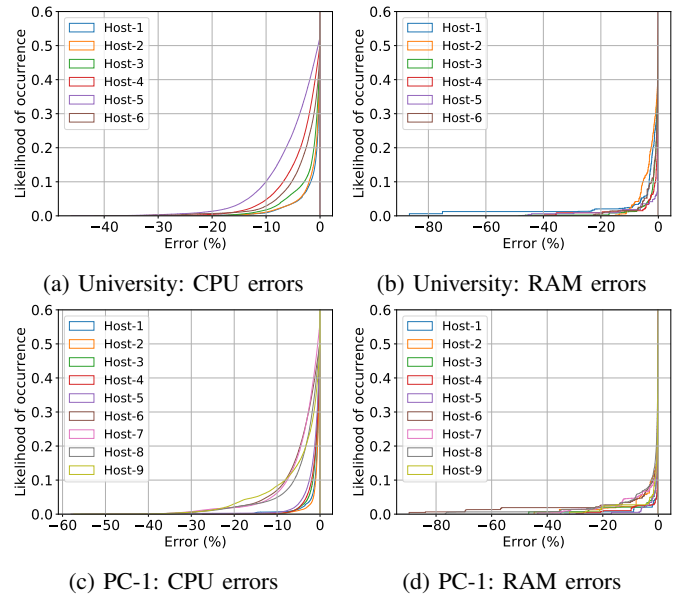 0.6
0.5
0.4
0.3
0.2
0.1
0.0
Likelihood of occurrence
Host-1
Host-2
Host-3
Host-4
Host-5
Host-6
−40 −30 −20 −10 0
Error (%)
(a) University: CPU errors
0.6
0.5
0.4
0.3
0.2
0.1
0.0
Likelihood of occurrence
Host-1
Host-2
Host-3
Host-4
Host-5
Host-6
−80 −60 −40 −20 0
Error (%)
(b) University: RAM errors
0.6
0.5
0.4
0.3
0.2
0.1
0.0
Likelihood of occurrence
Host-1
Host-2
Host-3
Host-4
Host-5
Host-6
Host-7
Host-8
Host-9
−60 −50 −40 −30 −20 −10 0
Error (%)
(c) PC-1: CPU errors
0.6
0.5
0.4
0.3
0.2
0.1
0.0
Likelihood of occurrence
Host-1
Host-2
Host-3
Host-4
Host-5
Host-6
Host-7
Host-8
Host-9
−80 −60 −40 −20 0
Error (%)
(d) PC-1: RAM errors